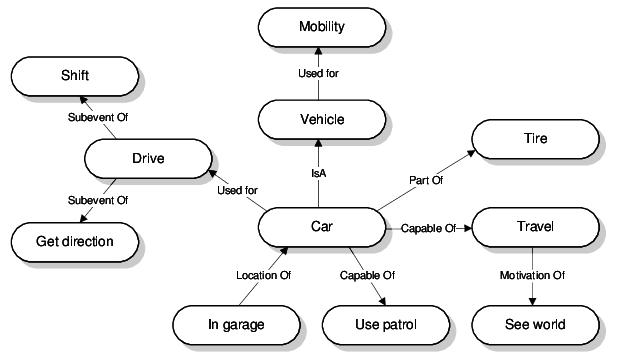 Mobility
Used for
Shift
Subevent Of
Vehicle
Tire
Drive
IsA
Part Of
Used for
Subevent Of
Get direction
Car
Capable Of
Travel
Location Of
Capable Of
Motivation Of
In garage
Use patrol
See world